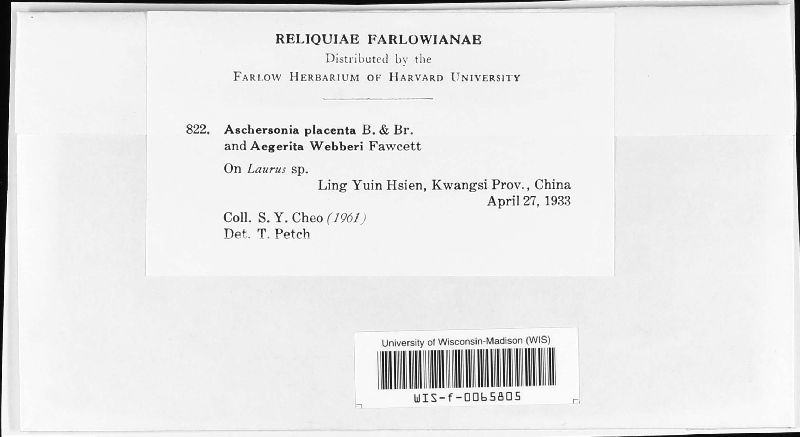 RELIQUIAE FARLOWIANAE
Distributed by the
FARLOW HERBARIUM OF HARVARD UNIVERSITY
822. Aschersonia placenta B. & Br.
and Aegerita Webberi Fawcett
On Laurus sp.
Ling Yuin Hsien, Kwangsi Prov., China
April 27, 1933
Coll. S. Y. Cheo (1961)
Det. T. Petch
University of Wisconsin-Madison (WIS)
WIS-f-0065805